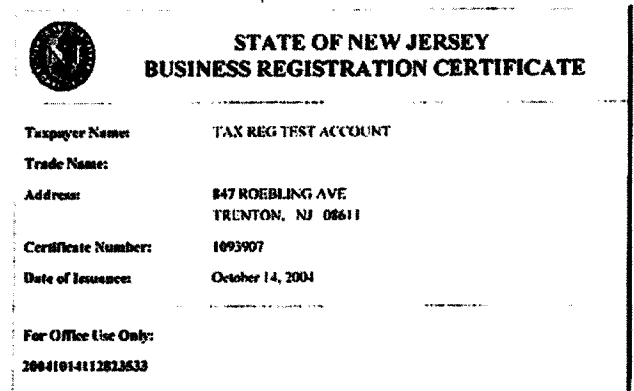 STATE OF NEW JERSEY
BUSINESS REGISTRATION CERTIFICATE
Taxpayer Name: TAX REG TEST ACCOUNT
Trade Name:
Address: 847 ROEBLING AVE
TRENTON, NJ 08611
Certificate Number: 1093907
Date of Issuance: October 14, 2004
For Office Use Only:
20041014112823533